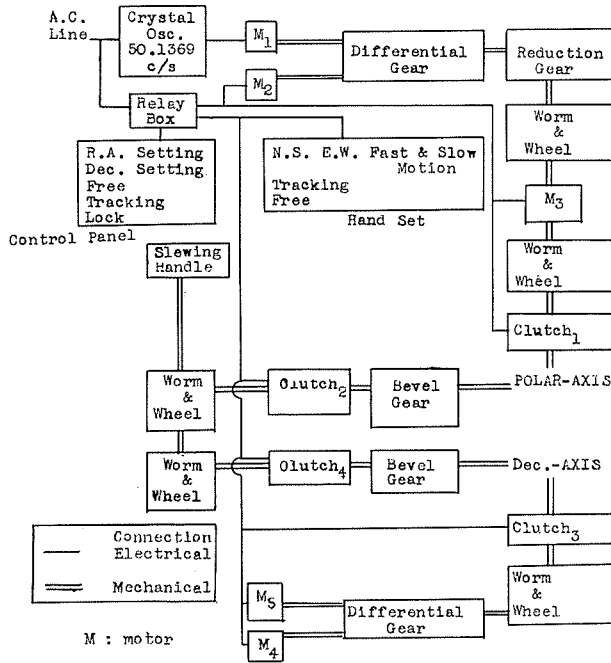 A.C.
Line
Crystal
Osc.
50.1369
c/s
M1
Differential
Gear
Reduction
Gear
M2
Relay
Box
Worm
&
Wheel
R.A. Setting
Dec. Setting
Free
Tracking
Lock
N.S. E.W. Fast & Slow
Motion
Tracking
Free
M3
Hand Set
Control Panel
Slewing
Handle
Worm
&
Wheel
Clutch1
Worm
&
Wheel
Clutch2
Bevel
Gear
POLAR-AXIS
Worm
&
Wheel
Clutch4
Bevel
Gear
Dec.-AXIS
Clutch3
Connection
Electrical
Mechanical
Worm
&
Wheel
M5
Differential
Gear
M4
M : motor